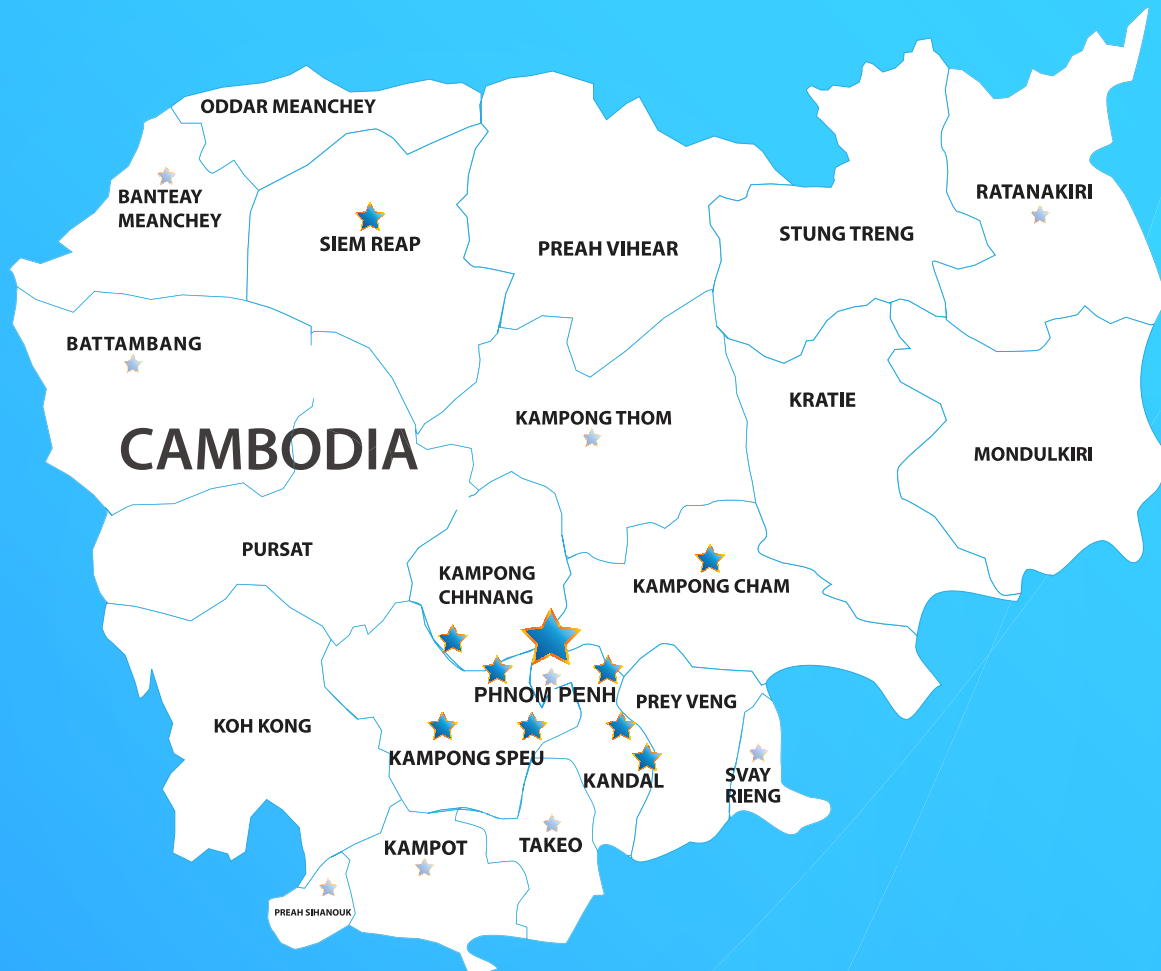 ODDAR MEANCHEY
BANTEAY
MEANCHEY
RATANAKIRI
SIEM REAP
PREAH VIHEAR
STUNG TRENG
BATTAMBANG
KRATIE
KAMPONG THOM
CAMBODIA
MONDULKIRI
PURSAT
KAMPONG
CHHNANG
KAMPONG CHAM
PHNOM PENH
PREY VENG
KOH KONG
KAMPONG SPEU
KANDAL
SVAY
RIENG
KAMPOT
TAKEO
PREAH SIHANOUK